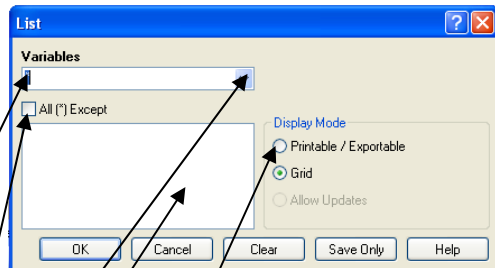 List
Variables
*
All (*) Except
Display Mode
Printable / Exportable
Grid
Allow Updates
OK
Cancel
Clear
Save Only
Help